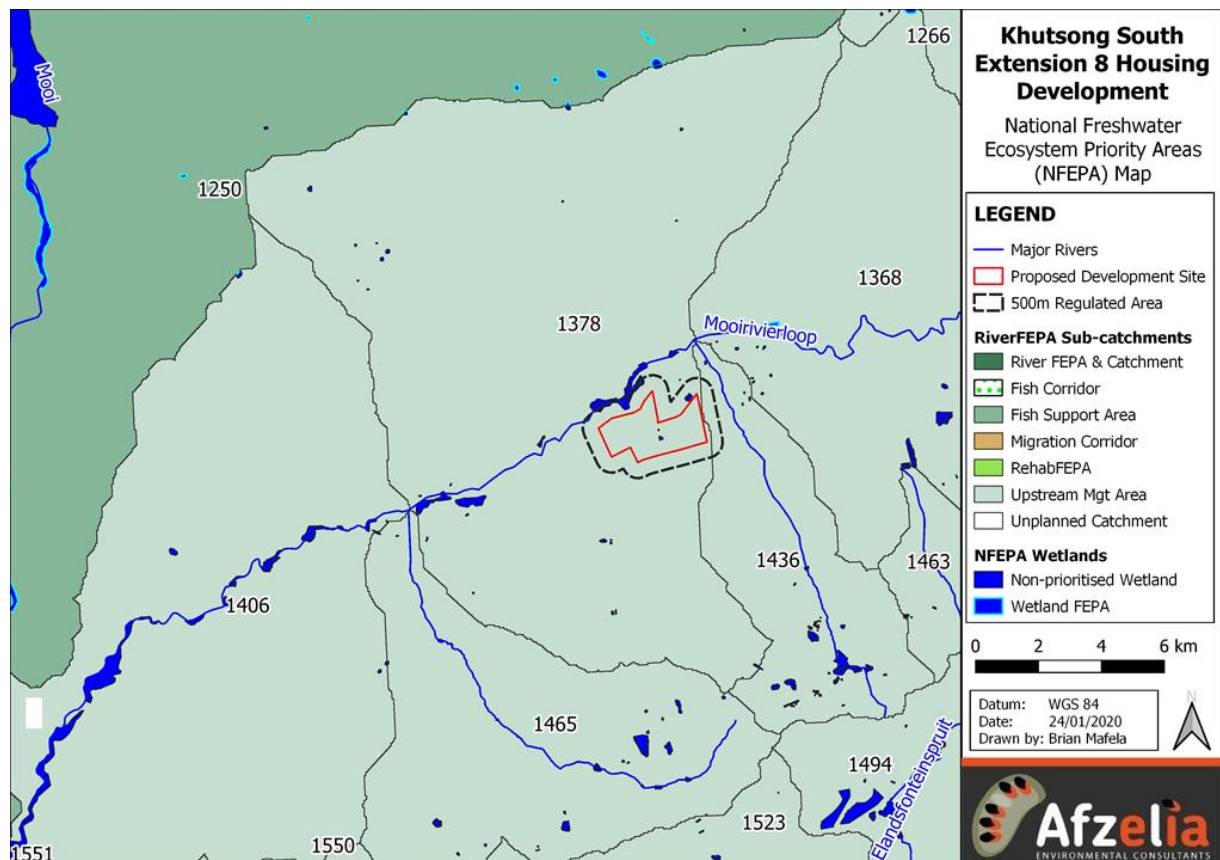 Khutsong South
Extension 8 Housing
Development
National Freshwater
Ecosystem Priority Areas
(NFEPA) Map
LEGEND
Major Rivers
Proposed Development Site
500m Regulated Area
RiverFEPA Sub-catchments
River FEPA & Catchment
Fish Corridor
Fish Support Area
Migration Corridor
RehabFEPA
Upstream Mgt Area
Unplanned Catchment
NFEPA Wetlands
Non-prioritised Wetland
Wetland FEPA
0 2 4 6 km
Datum: WGS 84
Date: 24/01/2020
Drawn by: Brian Mafela
N
Afzelia
ENVIRONMENTAL CONSULTANTS
1266
Mooi
1250
1368
1378
Mooirivierloop
1436
1463
1406
1465
1494
Elandsfonteinspruit
1523
1550
1551